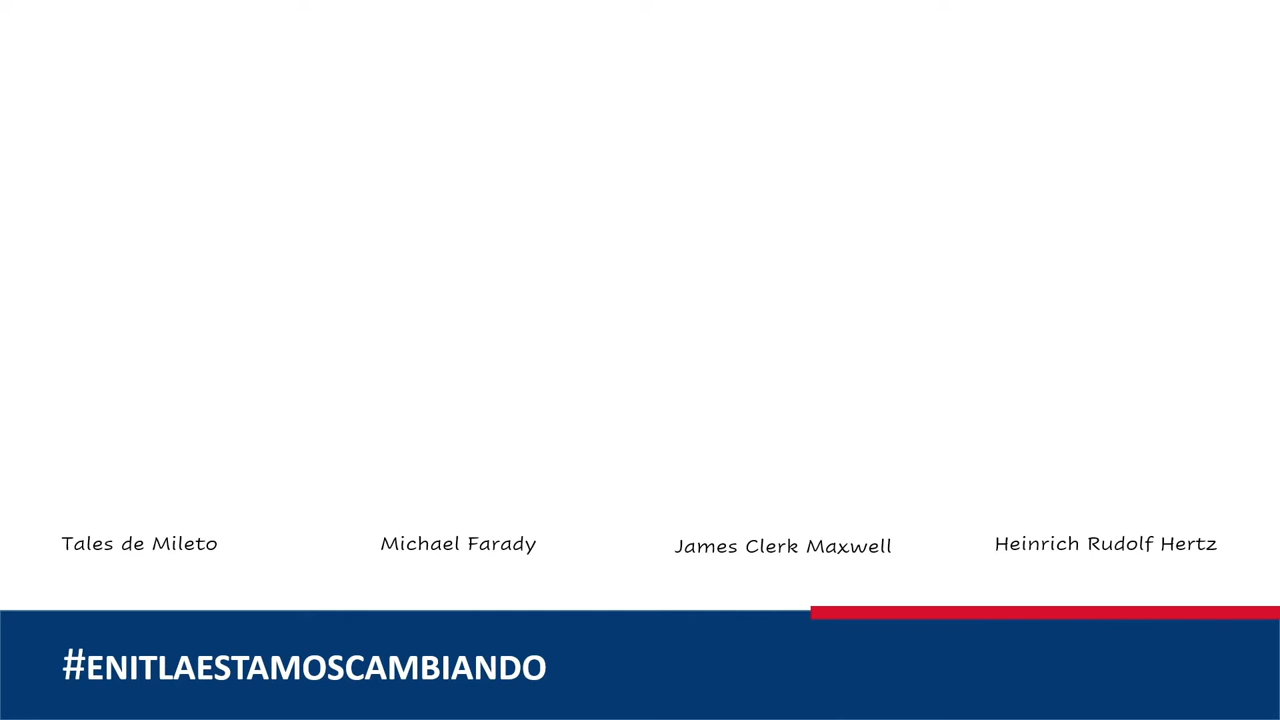 Tales de Mileto
Michael Farady
James Clerk Maxwell
Heinrich Rudolf Hertz
#ENITLAESTAMOSCAMBIANDO